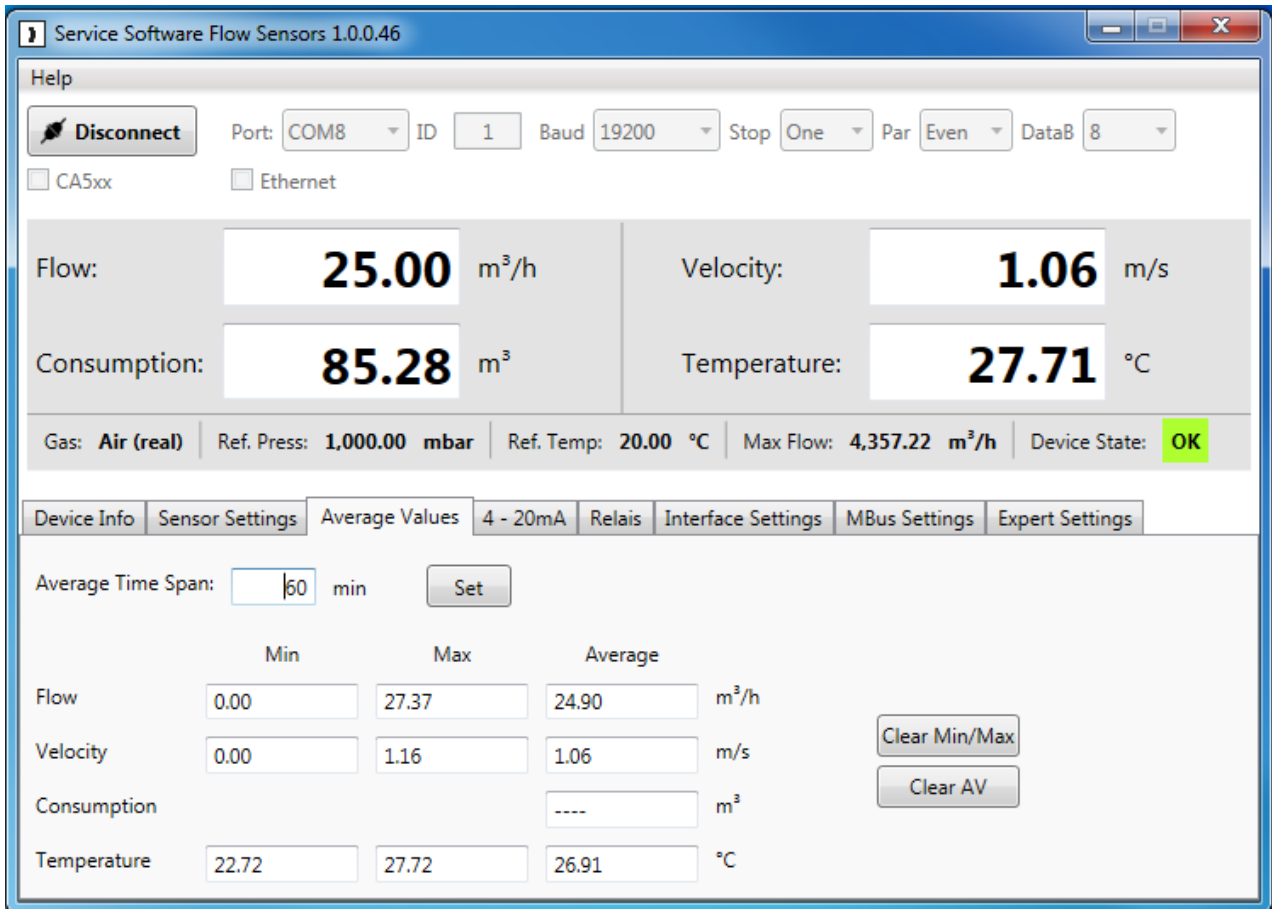 Service Software Flow Sensors 1.0.0.46
Help
Disconnect Port: COM8 ID 1 Baud 19200 Stop One Par Even DataB 8
CA5xx Ethernet
Flow: 25.00 m³/h Velocity: 1.06 m/s
Consumption: 85.28 m³ Temperature: 27.71 °C
Gas: Air (real) Ref. Press: 1,000.00 mbar Ref. Temp: 20.00 °C Max Flow: 4,357.22 m³/h Device State: OK
Device Info Sensor Settings Average Values 4 - 20mA Relais Interface Settings MBus Settings Expert Settings
Average Time Span: 60 min Set
Min Max Average
Flow 0.00 27.37 24.90 m³/h
Clear Min/Max
Velocity 0.00 1.16 1.06 m/s
Clear AV
Consumption ---- m³
Temperature 22.72 27.72 26.91 °C